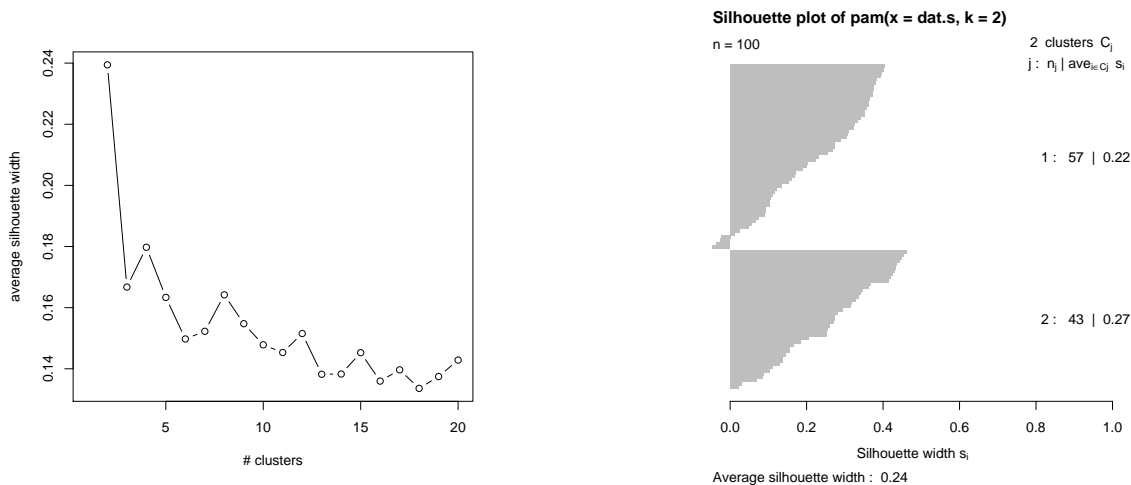 0.24
0.22
0.20
0.18
0.16
0.14
average silhouette width
5 10 15 20
# clusters
Silhouette plot of pam(x = dat.s, k = 2)
n = 100
2 clusters Cj
j : nj | avei∈Cj si
1 : 57 | 0.22
2 : 43 | 0.27
0.0 0.2 0.4 0.6 0.8 1.0
Silhouette width si
Average silhouette width : 0.24